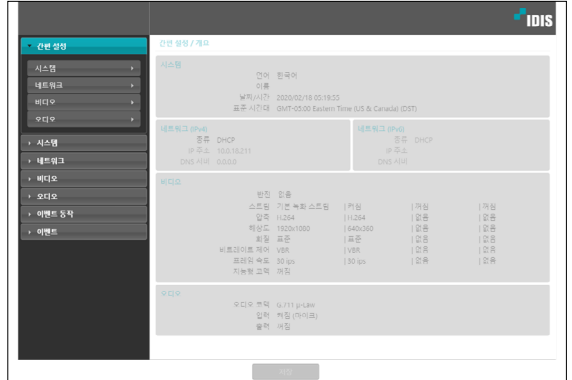 IDIS
간편 설정
간편 설정 / 개요
시스템
네트워크
비디오
오디오
시스템
네트워크
비디오
오디오
이벤트 동작
이벤트
시스템
언어 한국어
이름
날짜/시간 2020/02/18 05:19:55
표준 시간대 GMT-05:00 Eastern Time (US & Canada) (DST)
네트워크 (IPv4)
종류 DHCP
IP 주소 10.0.10.211
DNS 서버 0.0.0.0
네트워크 (IPv6)
종류 DHCP
IP 주소
DNS 서버
비디오
반전 없음
스트림 기본 녹화 스트림 | 켜짐 | 꺼짐
압축 H.264 | H.264 | 없음 | 없음
해상도 1920x1080 | 640x360 | 없음 | 없음
화질 표준 | 표준 | 없음 | 없음
비트레이트 제어 VBR | VBR | 없음 | 없음
프레임 속도 30 ips | 30 ips | 없음 | 없음
지능형 코덱 꺼짐
오디오
오디오 코덱 G.711 μ-Law
입력 꺼짐 (마이크)
출력 꺼짐
저장